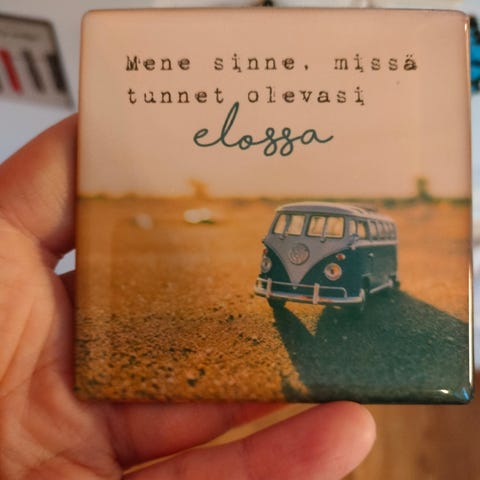 Mene sinne, missä
tunnet olevasi
elossa